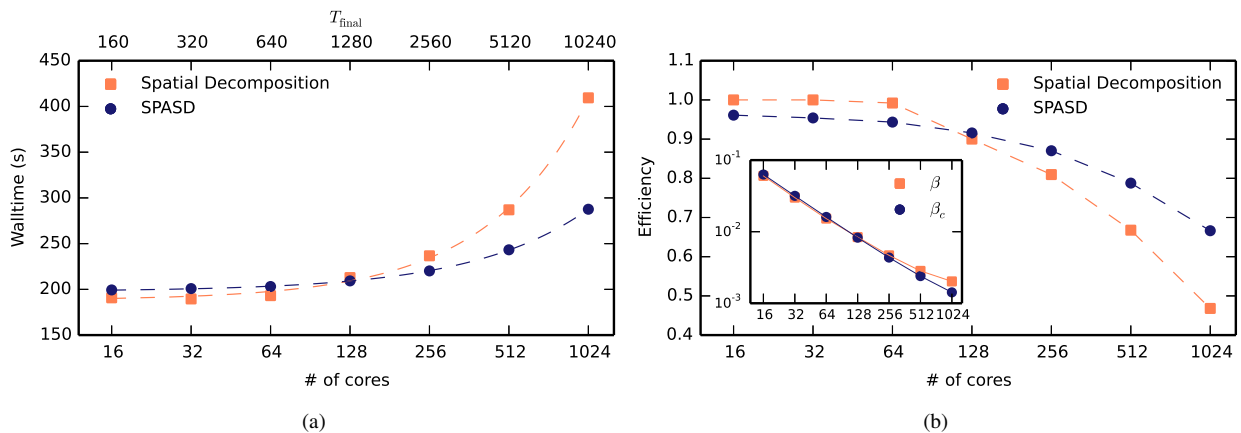 T_final
160 320 640 1280 2560 5120 10240
450
400
350
300
250
200
150
Walltime (s)
Spatial Decomposition
SPASD
16 32 64 128 256 512 1024
# of cores
(a)
1.1
1.0
0.9
0.8
0.7
0.6
0.5
0.4
Efficiency
Spatial Decomposition
SPASD
10^-1
10^-2
10^-3
β
β_c
16 32 64 128 256 512 1024
16 32 64 128 256 512 1024
# of cores
(b)